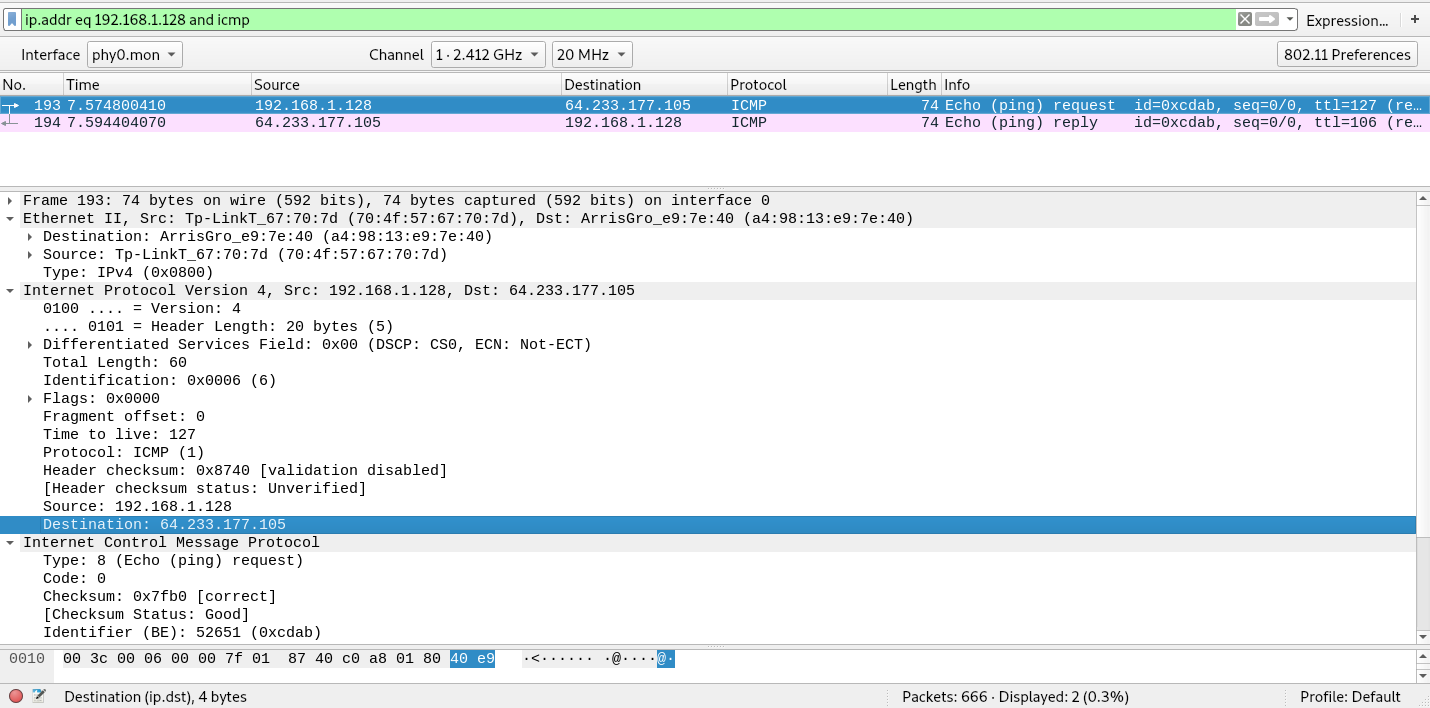 ip.addr eq 192.168.1.128 and icmp Expression… +
Interface phy0.mon Channel 1 · 2.412 GHz 20 MHz 802.11 Preferences
No. Time Source Destination Protocol Length Info
193 7.574800410 192.168.1.128 64.233.177.105 ICMP 74 Echo (ping) request id=0xcdab, seq=0/0, ttl=127 (re…
194 7.594404070 64.233.177.105 192.168.1.128 ICMP 74 Echo (ping) reply id=0xcdab, seq=0/0, ttl=106 (re…
Frame 193: 74 bytes on wire (592 bits), 74 bytes captured (592 bits) on interface 0
Ethernet II, Src: Tp-LinkT_67:70:7d (70:4f:57:67:70:7d), Dst: ArrisGro_e9:7e:40 (a4:98:13:e9:7e:40)
Destination: ArrisGro_e9:7e:40 (a4:98:13:e9:7e:40)
Source: Tp-LinkT_67:70:7d (70:4f:57:67:70:7d)
Type: IPv4 (0x0800)
Internet Protocol Version 4, Src: 192.168.1.128, Dst: 64.233.177.105
0100 .... = Version: 4
.... 0101 = Header Length: 20 bytes (5)
Differentiated Services Field: 0x00 (DSCP: CS0, ECN: Not-ECT)
Total Length: 60
Identification: 0x0006 (6)
Flags: 0x0000
Fragment offset: 0
Time to live: 127
Protocol: ICMP (1)
Header checksum: 0x8740 [validation disabled]
[Header checksum status: Unverified]
Source: 192.168.1.128
Destination: 64.233.177.105
Internet Control Message Protocol
Type: 8 (Echo (ping) request)
Code: 0
Checksum: 0x7fb0 [correct]
[Checksum Status: Good]
Identifier (BE): 52651 (0xcdab)
0010 00 3c 00 06 00 00 7f 01 87 40 c0 a8 01 80 40 e9 ·<······ ·@····@·
Destination (ip.dst), 4 bytes Packets: 666 · Displayed: 2 (0.3%) Profile: Default